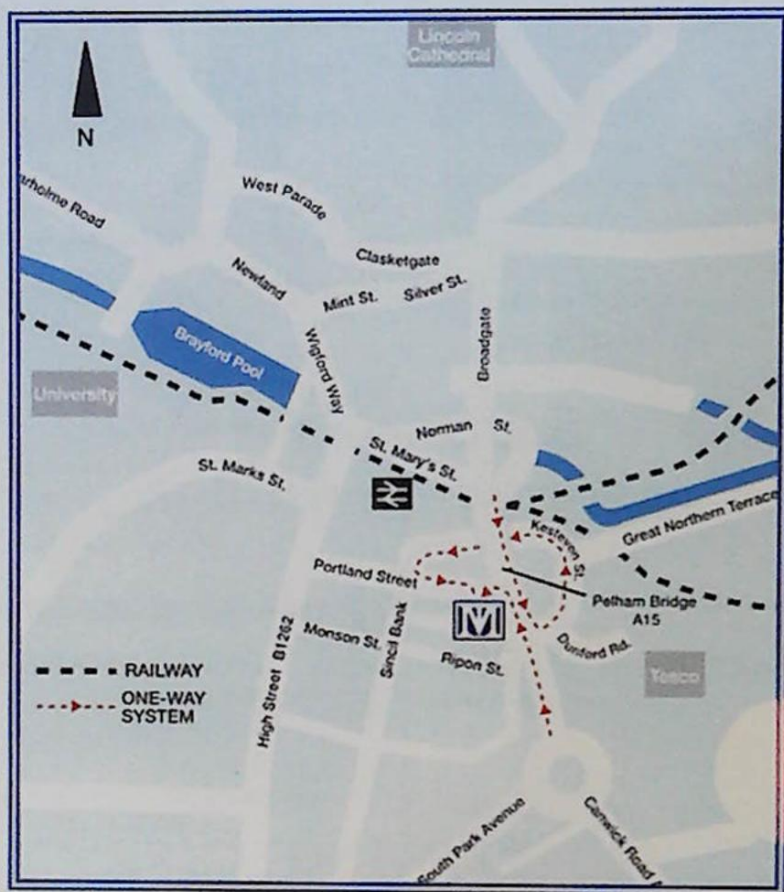 Lincoln
Cathedral
N
West Parade
Clasketgate
Newland
Mint St.
Silver St.
Broadgate
Wigford Way
Brayford Pool
University
Norman St.
St. Mary's St.
St. Marks St.
Kesteven St.
Great Northern Terrace
Portland Street
Pelham Bridge
A15
High Street B1262
Monson St.
Sincil Bank
Ripon St.
Dunford Rd.
Tesco
RAILWAY
ONE-WAY
SYSTEM
South Park Avenue
Canwick Road